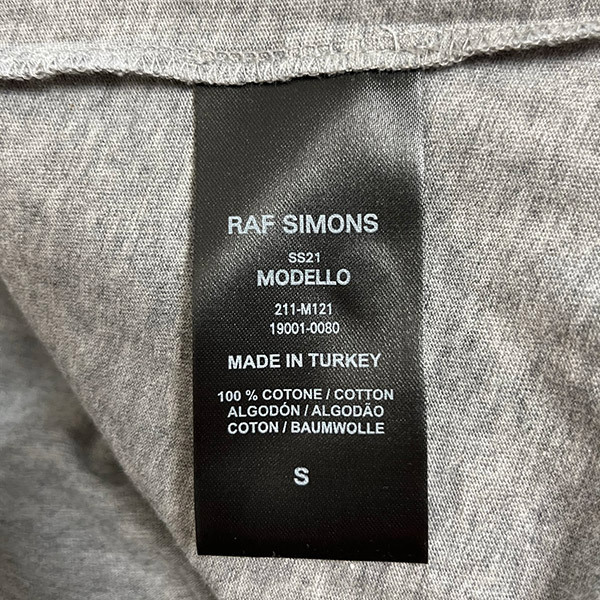 RAF SIMONS
SS21
MODELLO
211-M121
19001-0080
MADE IN TURKEY
100 % COTONE / COTTON
ALGODÓN / ALGODÃO
COTON / BAUMWOLLE
S